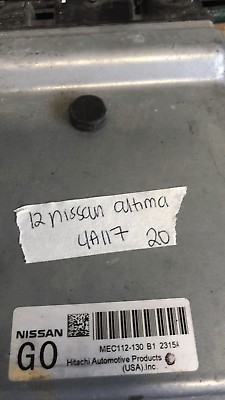 12 nissan altima
4A117 20
NISSAN
GO
MEC112-130 B1 2315A
Hitachi Automotive Products
(USA).Inc.